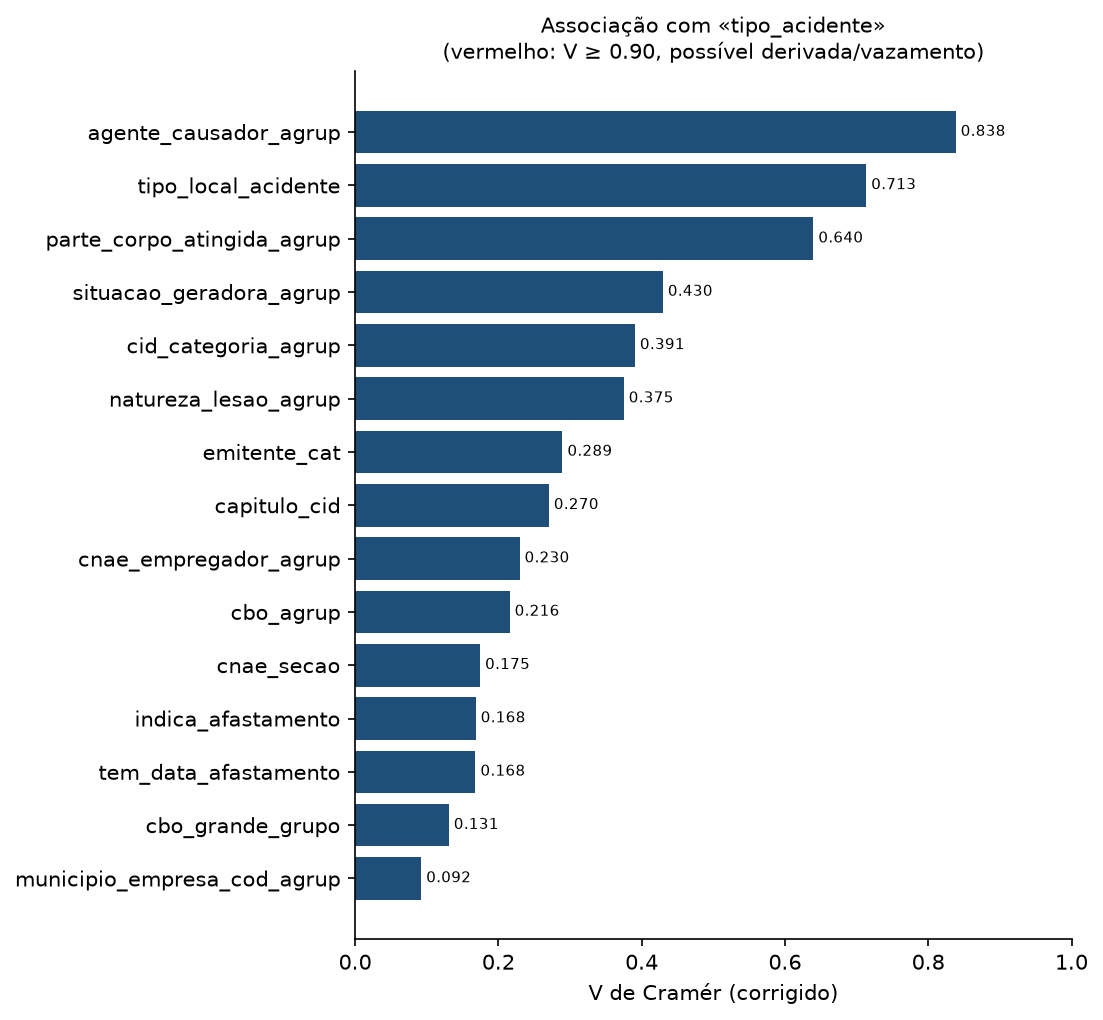 Associação com «tipo_acidente»
(vermelho: V ≥ 0.90, possível derivada/vazamento)
agente_causador_agrup 0.838
tipo_local_acidente 0.713
parte_corpo_atingida_agrup 0.640
situacao_geradora_agrup 0.430
cid_categoria_agrup 0.391
natureza_lesao_agrup 0.375
emitente_cat 0.289
capitulo_cid 0.270
cnae_empregador_agrup 0.230
cbo_agrup 0.216
cnae_secao 0.175
indica_afastamento 0.168
tem_data_afastamento 0.168
cbo_grande_grupo 0.131
municipio_empresa_cod_agrup 0.092
0.0 0.2 0.4 0.6 0.8 1.0
V de Cramér (corrigido)